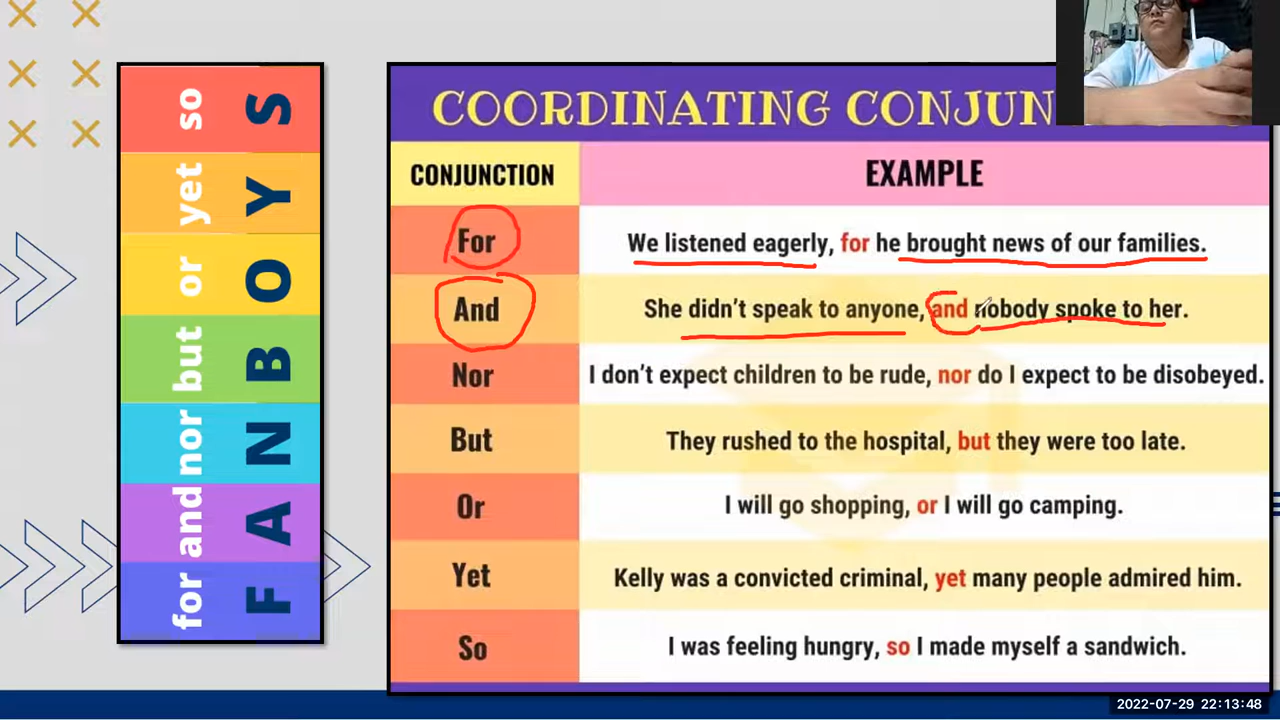 for and nor but or yet so
F A N B O Y S
COORDINATING CONJUN
CONJUNCTION EXAMPLE
For We listened eagerly, for he brought news of our families.
And She didn't speak to anyone, and nobody spoke to her.
Nor I don't expect children to be rude, nor do I expect to be disobeyed.
But They rushed to the hospital, but they were too late.
Or I will go shopping, or I will go camping.
Yet Kelly was a convicted criminal, yet many people admired him.
So I was feeling hungry, so I made myself a sandwich.
2022-07-29 22:13:48